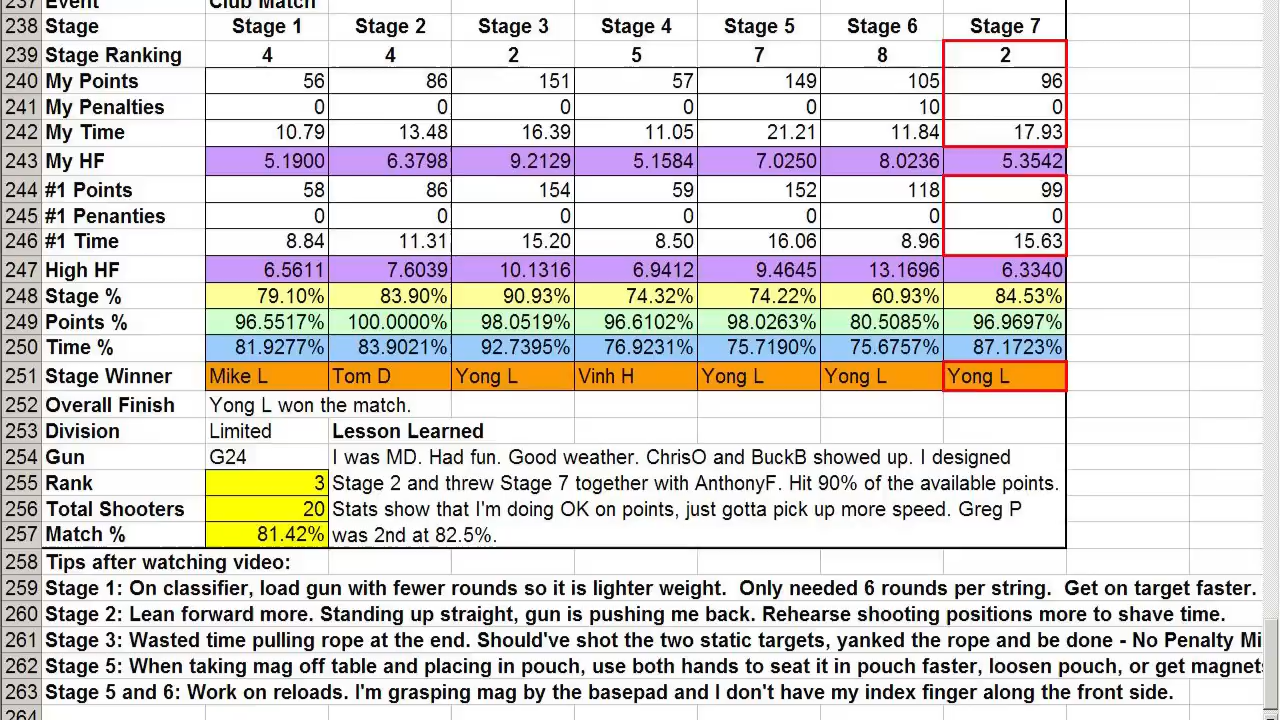 237 Event Club Match
238 Stage Stage 1 Stage 2 Stage 3 Stage 4 Stage 5 Stage 6 Stage 7
239 Stage Ranking 4 4 2 5 7 8 2
240 My Points 56 86 151 57 149 105 96
241 My Penalties 0 0 0 0 0 10 0
242 My Time 10.79 13.48 16.39 11.05 21.21 11.84 17.93
243 My HF 5.1900 6.3798 9.2129 5.1584 7.0250 8.0236 5.3542
244 #1 Points 58 86 154 59 152 118 99
245 #1 Penanties 0 0 0 0 0 0 0
246 #1 Time 8.84 11.31 15.20 8.50 16.06 8.96 15.63
247 High HF 6.5611 7.6039 10.1316 6.9412 9.4645 13.1696 6.3340
248 Stage % 79.10% 83.90% 90.93% 74.32% 74.22% 60.93% 84.53%
249 Points % 96.5517% 100.0000% 98.0519% 96.6102% 98.0263% 80.5085% 96.9697%
250 Time % 81.9277% 83.9021% 92.7395% 76.9231% 75.7190% 75.6757% 87.1723%
251 Stage Winner Mike L Tom D Yong L Vinh H Yong L Yong L Yong L
252 Overall Finish Yong L won the match.
253 Division Limited Lesson Learned
254 Gun G24 I was MD. Had fun. Good weather. ChrisO and BuckB showed up. I designed
255 Rank 3 Stage 2 and threw Stage 7 together with AnthonyF. Hit 90% of the available points.
256 Total Shooters 20 Stats show that I'm doing OK on points, just gotta pick up more speed. Greg P
257 Match % 81.42% was 2nd at 82.5%.
258 Tips after watching video:
259 Stage 1: On classifier, load gun with fewer rounds so it is lighter weight. Only needed 6 rounds per string. Get on target faster.
260 Stage 2: Lean forward more. Standing up straight, gun is pushing me back. Rehearse shooting positions more to shave time.
261 Stage 3: Wasted time pulling rope at the end. Should've shot the two static targets, yanked the rope and be done - No Penalty Mi
262 Stage 5: When taking mag off table and placing in pouch, use both hands to seat it in pouch faster, loosen pouch, or get magnets
263 Stage 5 and 6: Work on reloads. I'm grasping mag by the basepad and I don't have my index finger along the front side.
264